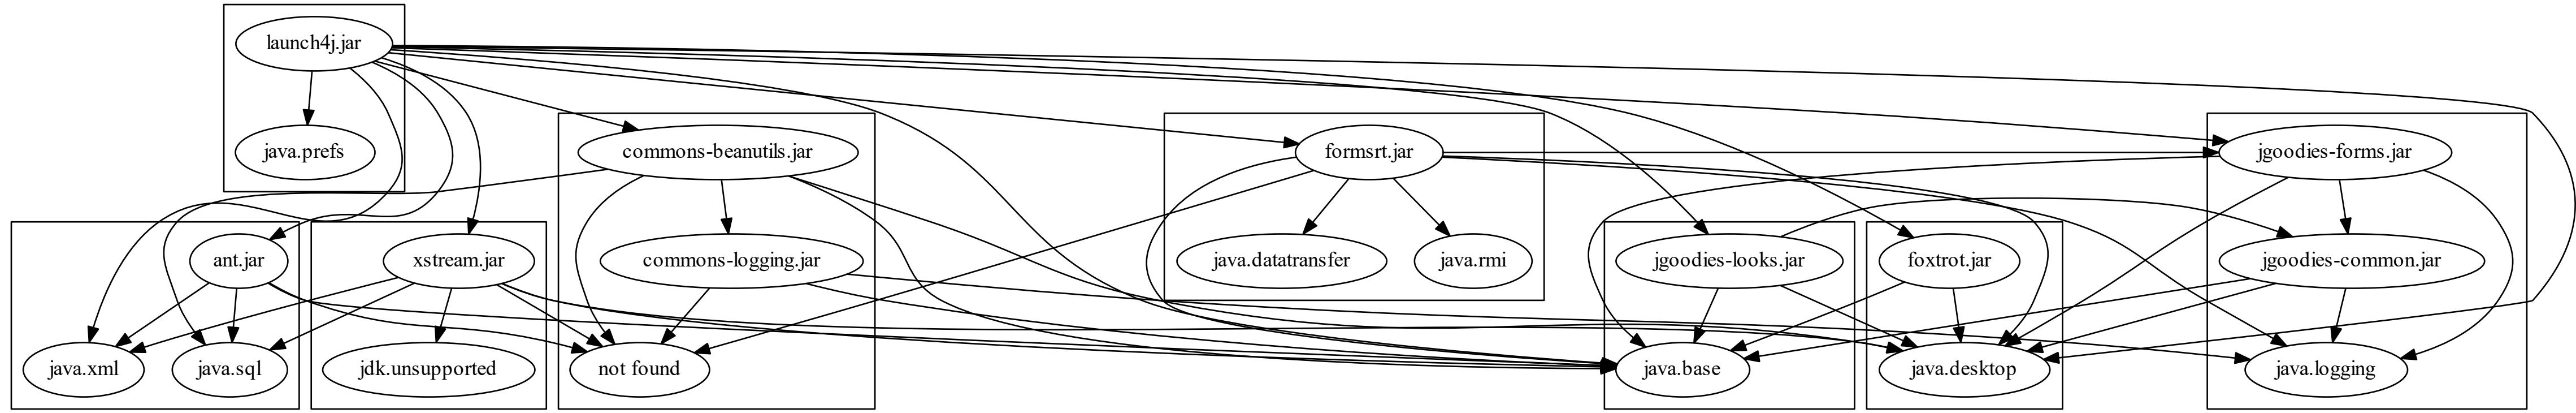 launch4j.jar
java.prefs
commons-beanutils.jar
formsrt.jar
jgoodies-forms.jar
ant.jar
xstream.jar
commons-logging.jar
java.datatransfer
java.rmi
jgoodies-looks.jar
foxtrot.jar
jgoodies-common.jar
java.xml
java.sql
jdk.unsupported
not found
java.base
java.desktop
java.logging